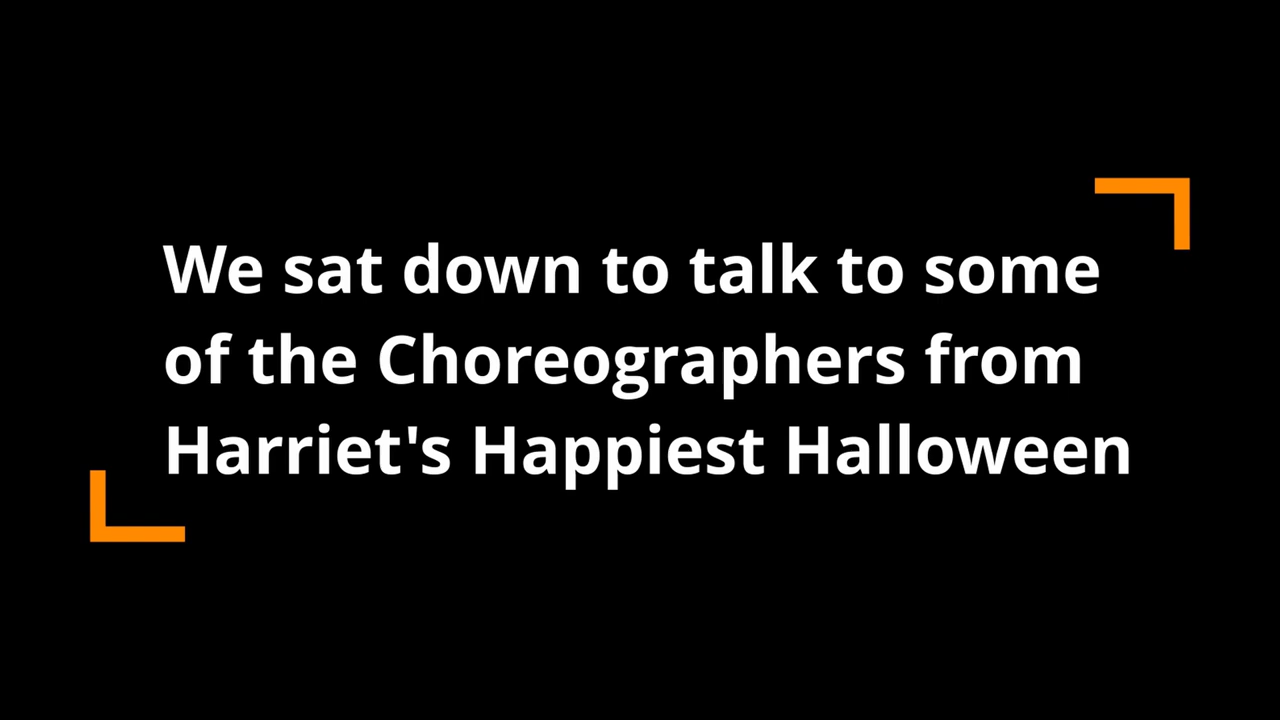 We sat down to talk to some
of the Choreographers from
Harriet's Happiest Halloween